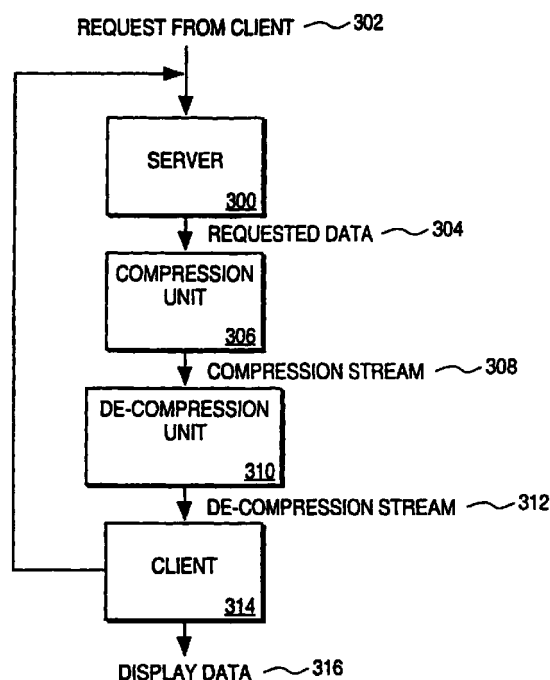 REQUEST FROM CLIENT 302
SERVER
300
REQUESTED DATA 304
COMPRESSION
UNIT
306
COMPRESSION STREAM 308
DE-COMPRESSION
UNIT
310
DE-COMPRESSION STREAM 312
CLIENT
314
DISPLAY DATA 316